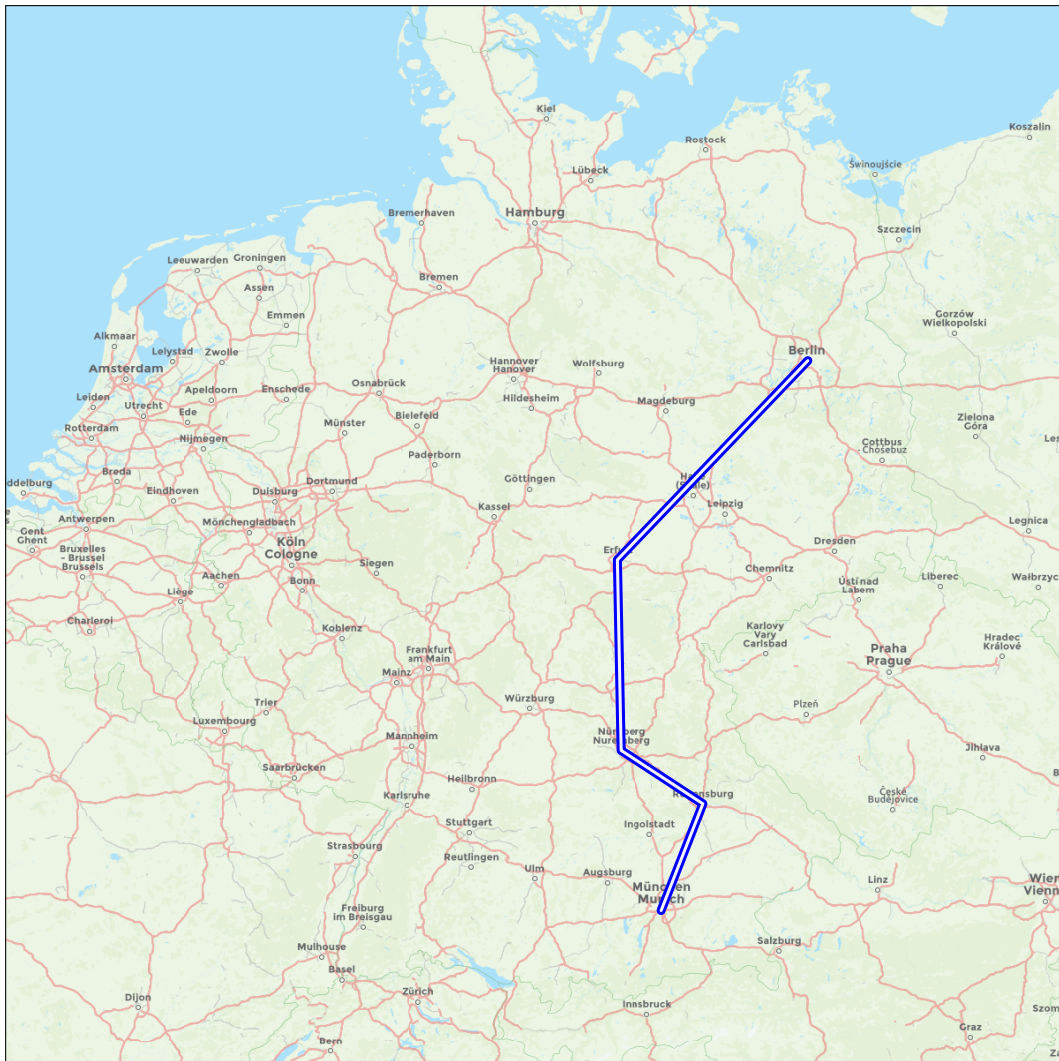 Kiel
Koszalin
Rostock
Świnoujście
Lübeck
Hamburg
Bremerhaven
Szczecin
Leeuwarden
Groningen
Bremen
Assen
Emmen
Gorzów
Wielkopolski
Alkmaar
Lelystad
Zwolle
Berlin
Amsterdam
Hannover
Hanover
Wolfsburg
Apeldoorn
Enschede
Osnabrück
Leiden
Utrecht
Ede
Hildesheim
Magdeburg
Bielefeld
Zielona
Góra
Rotterdam
Nijmegen
Münster
Cottbus
Chóśebuz
Paderborn
Göttingen
Breda
Eindhoven
Duisburg
Dortmund
Kassel
Leipzig
Antwerpen
Mönchengladbach
Legnica
Gent
Ghent
Bruxelles
- Brussel
Brussels
Köln
Cologne
Siegen
Dresden
Aachen
Bonn
Chemnitz
Ústí nad
Labem
Liberec
Liège
Charleroi
Koblenz
Karlovy
Vary
Carlsbad
Hradec
Králové
Frankfurt
am Main
Mainz
Praha
Prague
Trier
Würzburg
Plzeň
Luxembourg
Mannheim
Jihlava
Saarbrücken
Heilbronn
Karlsruhe
České
Budějovice
Stuttgart
Ingolstadt
Strasbourg
Reutlingen
Ulm
Augsburg
Linz
Freiburg
im Breisgau
Salzburg
Mulhouse
Basel
Zürich
Dijon
Innsbruck
Graz
Bern